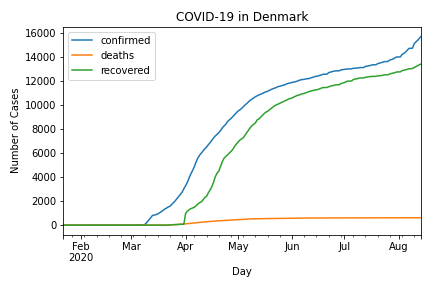 COVID-19 in Denmark
confirmed
deaths
recovered
Number of Cases
16000
14000
12000
10000
8000
6000
4000
2000
0
Feb Mar Apr May Jun Jul Aug
2020
Day